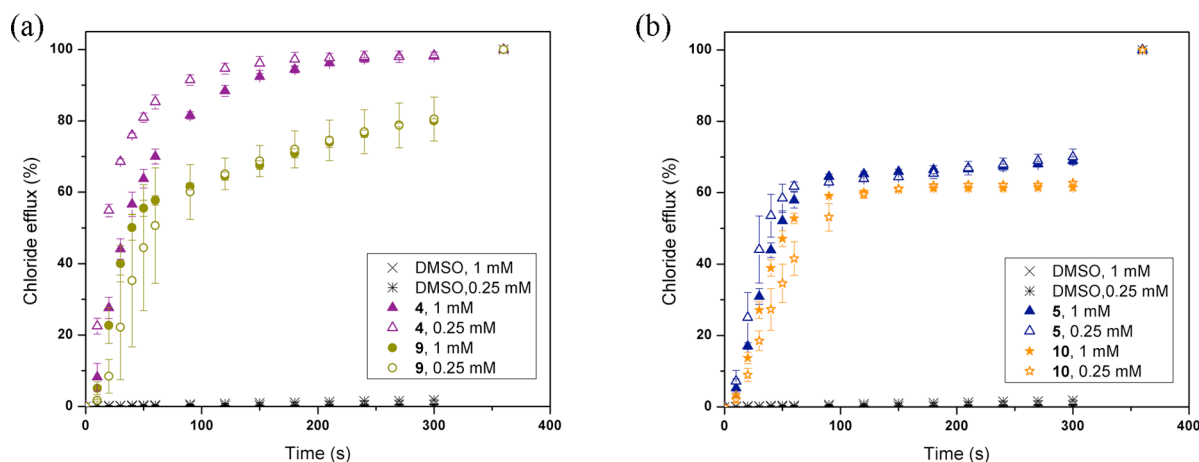 (a)
Chloride efflux (%)
100
80
60
40
20
0
DMSO, 1 mM
DMSO,0.25 mM
4, 1 mM
4, 0.25 mM
9, 1 mM
9, 0.25 mM
0 100 200 300 400
Time (s)
(b)
Chloride efflux (%)
100
80
60
40
20
0
DMSO, 1 mM
DMSO,0.25 mM
5, 1 mM
5, 0.25 mM
10, 1 mM
10, 0.25 mM
0 100 200 300 400
Time (s)